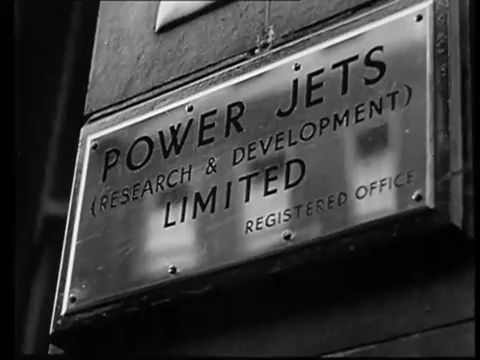 POWER JETS
(RESEARCH & DEVELOPMENT)
LIMITED
REGISTERED OFFICE